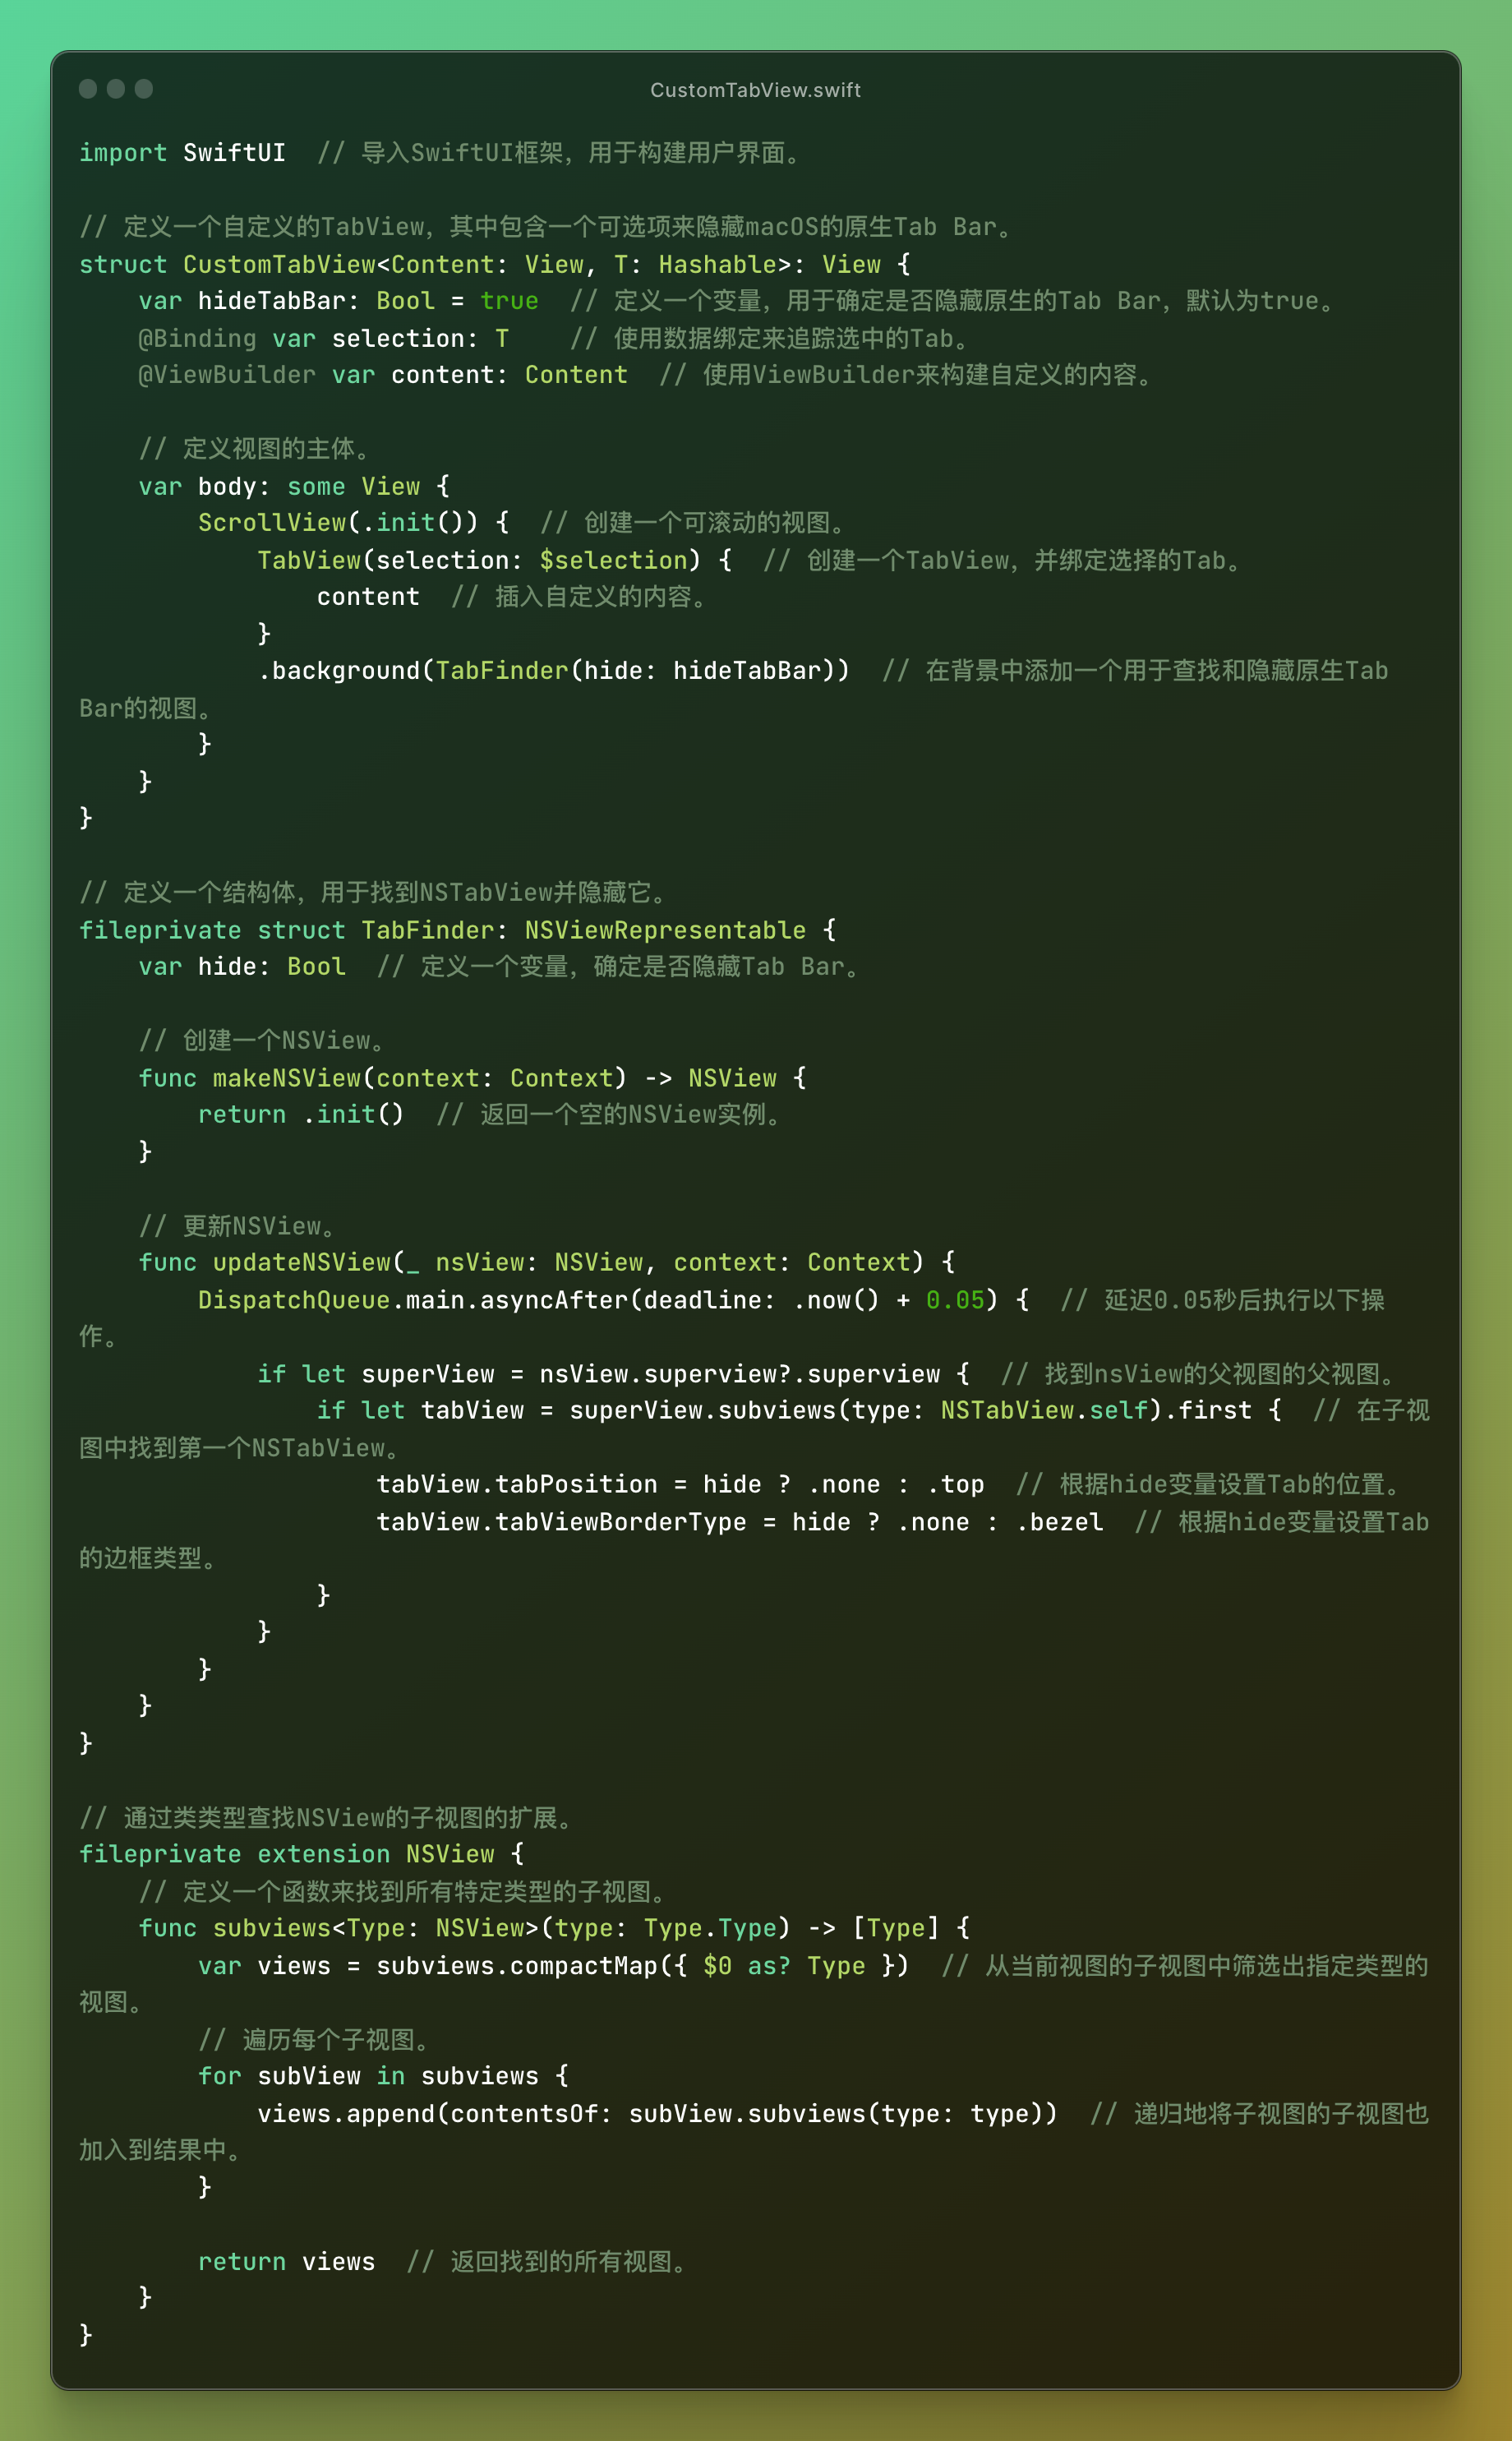 CustomTabView.swift
import SwiftUI  // 导入SwiftUI框架，用于构建用户界面。

// 定义一个自定义的TabView，其中包含一个可选项来隐藏macOS的原生Tab Bar。
struct CustomTabView<Content: View, T: Hashable>: View {
    var hideTabBar: Bool = true  // 定义一个变量，用于确定是否隐藏原生的Tab Bar，默认为true。
    @Binding var selection: T    // 使用数据绑定来追踪选中的Tab。
    @ViewBuilder var content: Content  // 使用ViewBuilder来构建自定义的内容。

    // 定义视图的主体。
    var body: some View {
        ScrollView(.init()) {  // 创建一个可滚动的视图。
            TabView(selection: $selection) {  // 创建一个TabView，并绑定选择的Tab。
                content  // 插入自定义的内容。
            }
            .background(TabFinder(hide: hideTabBar))  // 在背景中添加一个用于查找和隐藏原生Tab
Bar的视图。
        }
    }
}

// 定义一个结构体，用于找到NSTabView并隐藏它。
fileprivate struct TabFinder: NSViewRepresentable {
    var hide: Bool  // 定义一个变量，确定是否隐藏Tab Bar。

    // 创建一个NSView。
    func makeNSView(context: Context) -> NSView {
        return .init()  // 返回一个空的NSView实例。
    }

    // 更新NSView。
    func updateNSView(_ nsView: NSView, context: Context) {
        DispatchQueue.main.asyncAfter(deadline: .now() + 0.05) {  // 延迟0.05秒后执行以下操
作。
            if let superView = nsView.superview?.superview {  // 找到nsView的父视图的父视图。
                if let tabView = superView.subviews(type: NSTabView.self).first {  // 在子视
图中找到第一个NSTabView。
                    tabView.tabPosition = hide ? .none : .top  // 根据hide变量设置Tab的位置。
                    tabView.tabViewBorderType = hide ? .none : .bezel  // 根据hide变量设置Tab
的边框类型。
                }
            }
        }
    }
}

// 通过类类型查找NSView的子视图的扩展。
fileprivate extension NSView {
    // 定义一个函数来找到所有特定类型的子视图。
    func subviews<Type: NSView>(type: Type.Type) -> [Type] {
        var views = subviews.compactMap({ $0 as? Type })  // 从当前视图的子视图中筛选出指定类型的
视图。
        // 遍历每个子视图。
        for subView in subviews {
            views.append(contentsOf: subView.subviews(type: type))  // 递归地将子视图的子视图也
加入到结果中。
        }

        return views  // 返回找到的所有视图。
    }
}